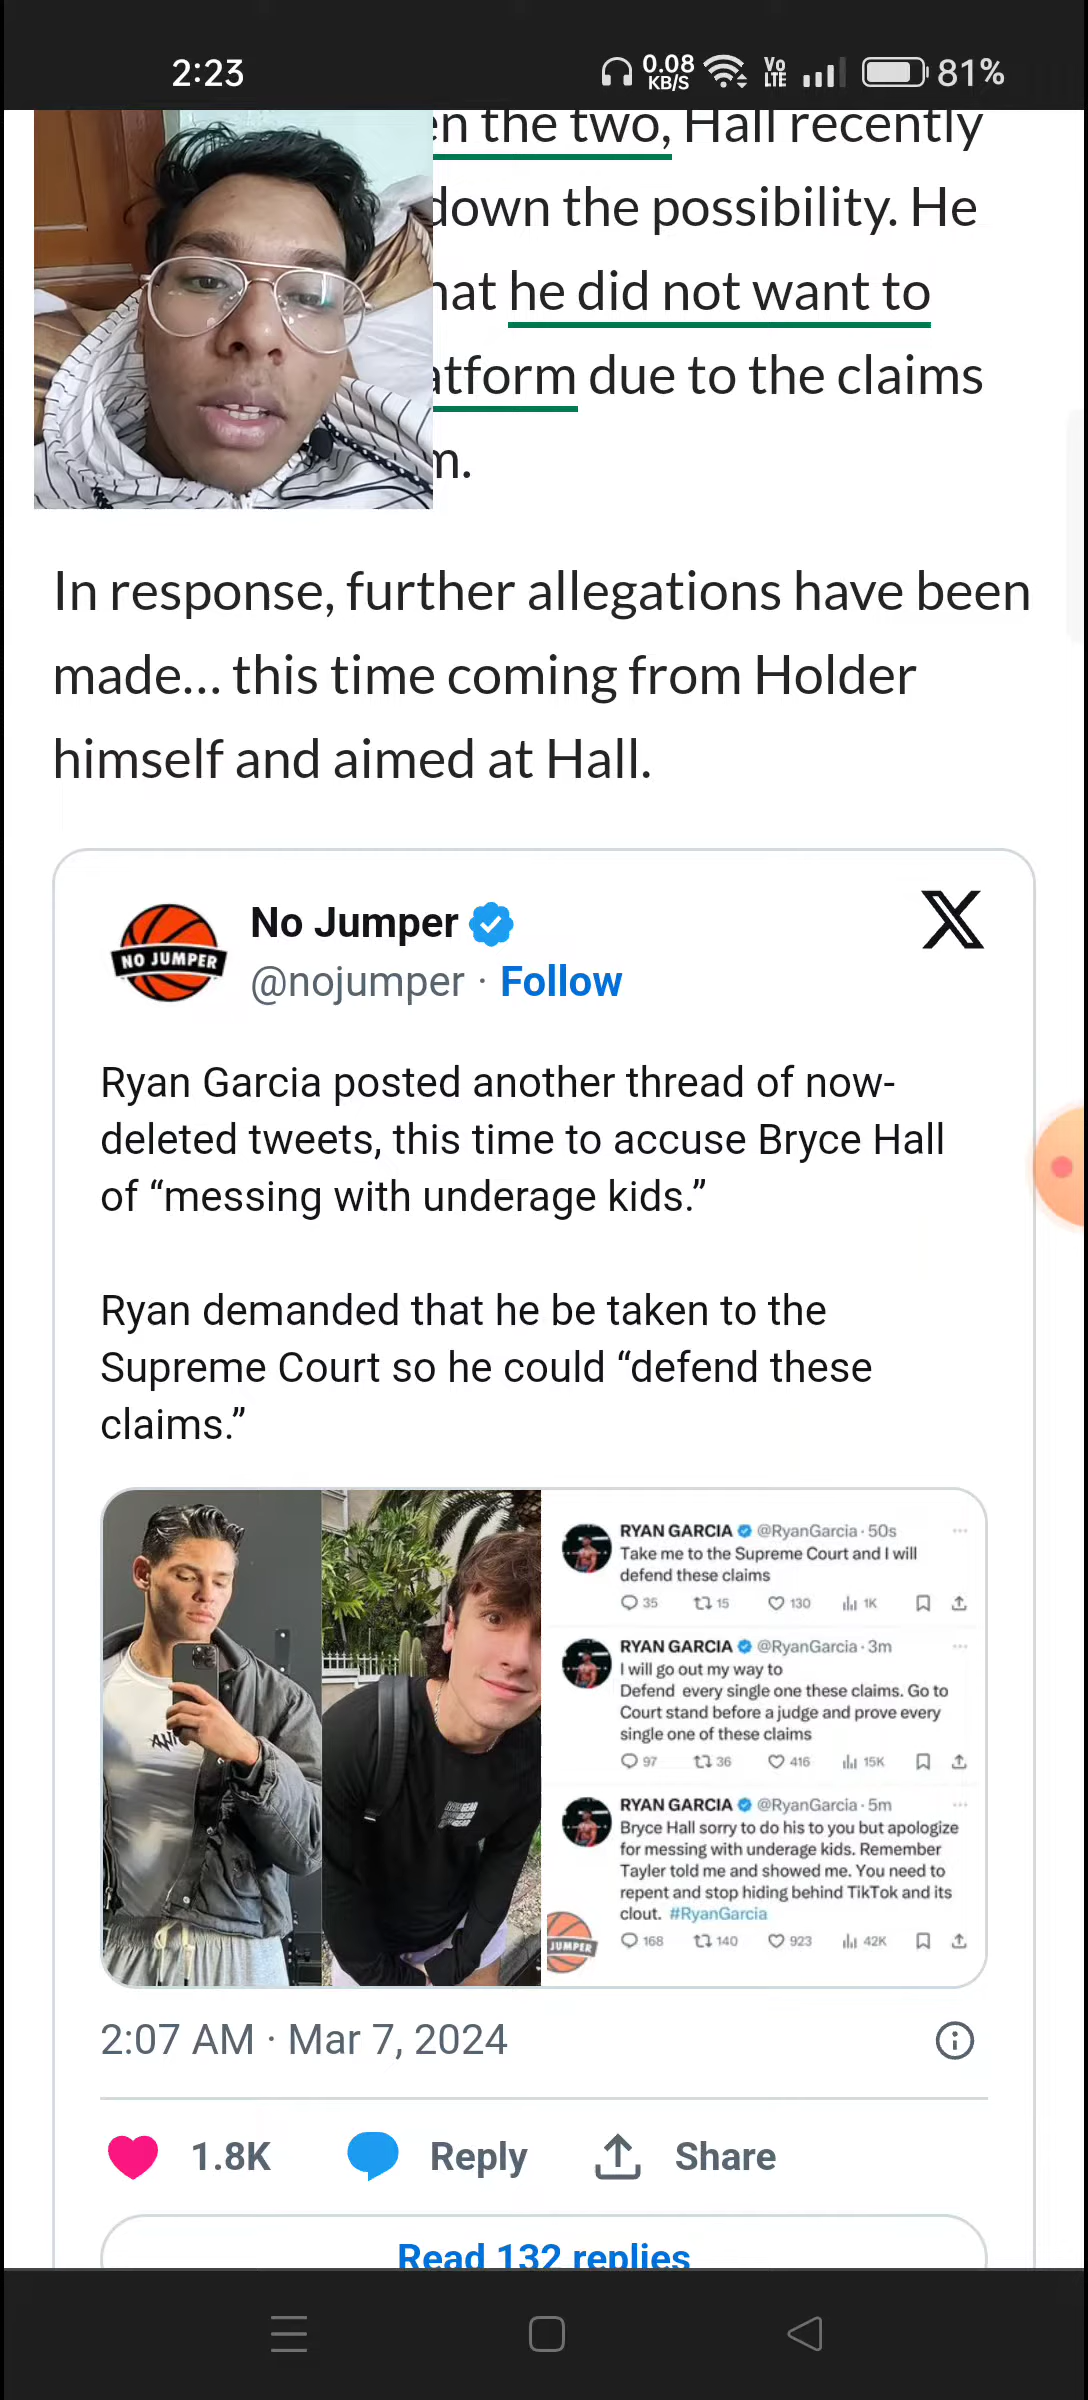 2:23
0.08
KB/S
Vo
LTE
81%
the two, Hall recently
down the possibility. He
he did not want to
due to the claims
In response, further allegations have been
made... this time coming from Holder
himself and aimed at Hall.
No Jumper
@nojumper · Follow
NO JUMPER
Ryan Garcia posted another thread of now-
deleted tweets, this time to accuse Bryce Hall
of “messing with underage kids.”
Ryan demanded that he be taken to the
Supreme Court so he could “defend these
claims.”
RYAN GARCIA @RyanGarcia · 50s
Take me to the Supreme Court and I will
defend these claims
35 15 130 1K
RYAN GARCIA @RyanGarcia · 3m
I will go out my way to
Defend every single one these claims. Go to
Court stand before a judge and prove every
single one of these claims
97 36 416 15K
RYAN GARCIA @RyanGarcia · 5m
Bryce Hall sorry to do his to you but apologize
for messing with underage kids. Remember
Tayler told me and showed me. You need to
repent and stop hiding behind TikTok and its
clout. #RyanGarcia
168 140 923 42K
JUMPER
2:07 AM · Mar 7, 2024
1.8K Reply Share
Read 132 replies